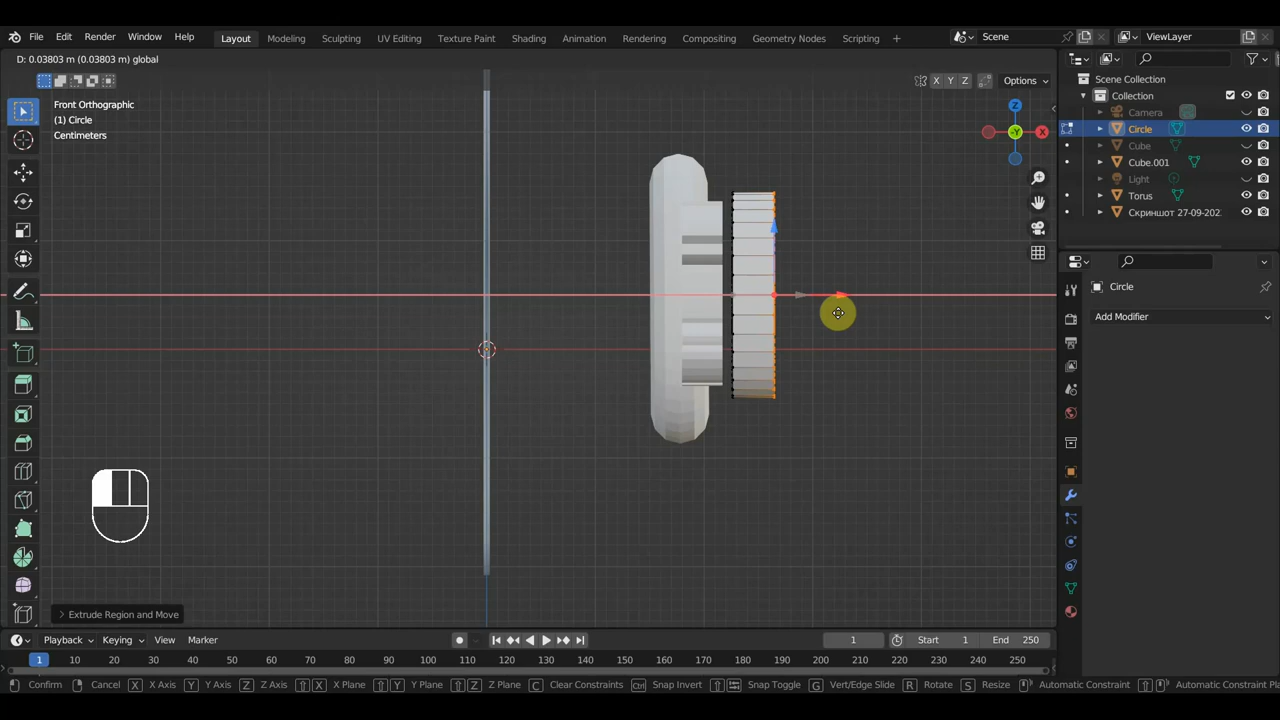 File Edit Render Window Help
Layout Modeling Sculpting UV Editing Texture Paint Shading Animation Rendering Compositing Geometry Nodes Scripting +
Scene ViewLayer
D: 0.03803 m (0.03803 m) global
X Y Z Options
Front Orthographic
(1) Circle
Centimeters
Z
-Y X
Scene Collection
Collection
Camera
Circle
Cube
Cube.001
Light
Torus
Скриншот 27-09-202
Circle
Add Modifier
Extrude Region and Move
Playback Keying View Marker
1 Start 1 End 250
1 10 20 30 40 50 60 70 80 90 100 110 120 130 140 150 160 170 180 190 200 210 220 230 240 250
Confirm Cancel X X Axis Y Y Axis Z Z Axis X X Plane Y Y Plane Z Z Plane C Clear Constraints Ctrl Snap Invert Snap Toggle G Vert/Edge Slide R Rotate S Resize Automatic Constraint Automatic Constraint Plane